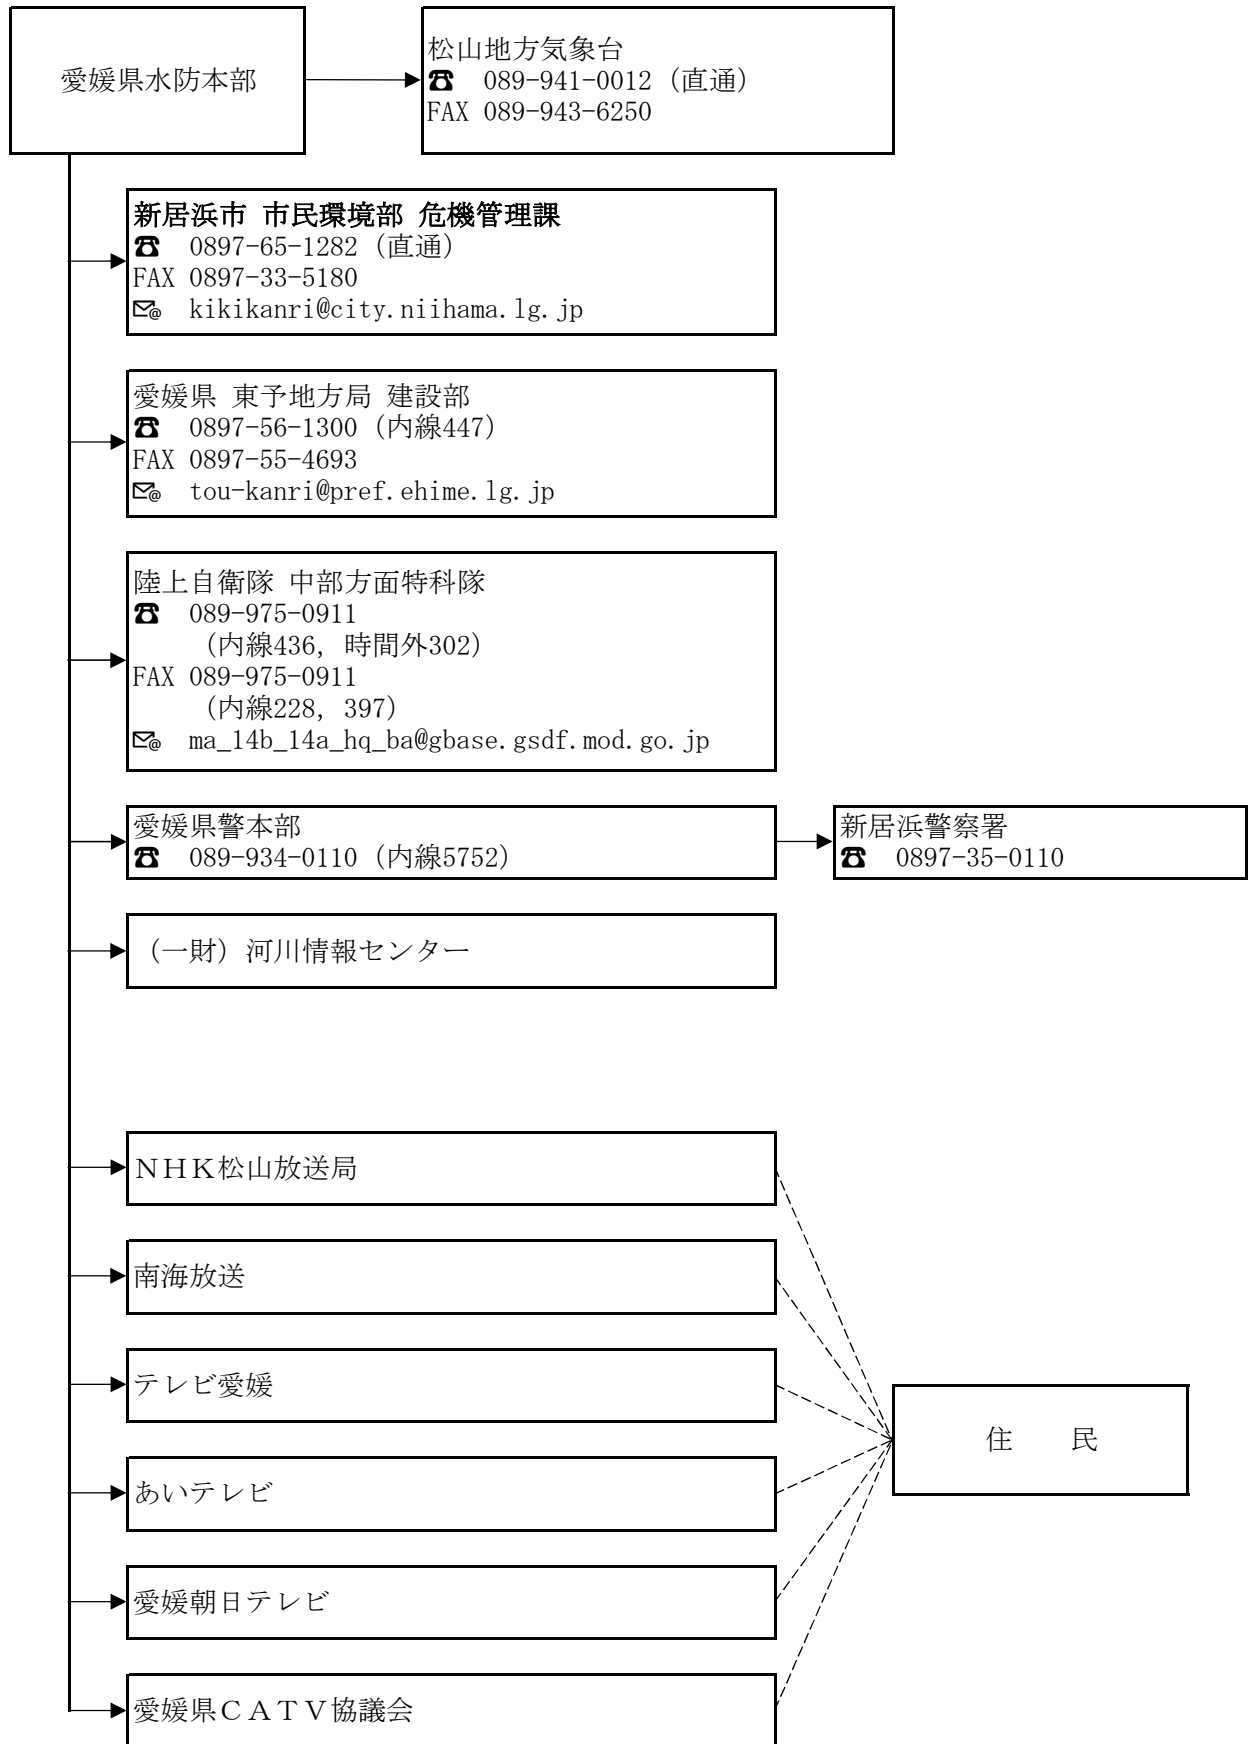 愛媛県水防本部
松山地方気象台
☎ 089-941-0012（直通）
FAX 089-943-6250
新居浜市 市民環境部 危機管理課
☎ 0897-65-1282（直通）
FAX 0897-33-5180
kikikanri@city.niihama.lg.jp
愛媛県 東予地方局 建設部
☎ 0897-56-1300（内線447）
FAX 0897-55-4693
tou-kanri@pref.ehime.lg.jp
陸上自衛隊 中部方面特科隊
☎ 089-975-0911
（内線436, 時間外302）
FAX 089-975-0911
（内線228, 397）
ma_14b_14a_hq_ba@gbase.gsdf.mod.go.jp
愛媛県警本部
☎ 089-934-0110（内線5752）
新居浜警察署
☎ 0897-35-0110
（一財）河川情報センター
ＮＨＫ松山放送局
南海放送
テレビ愛媛
あいテレビ
愛媛朝日テレビ
愛媛県ＣＡＴＶ協議会
住　民